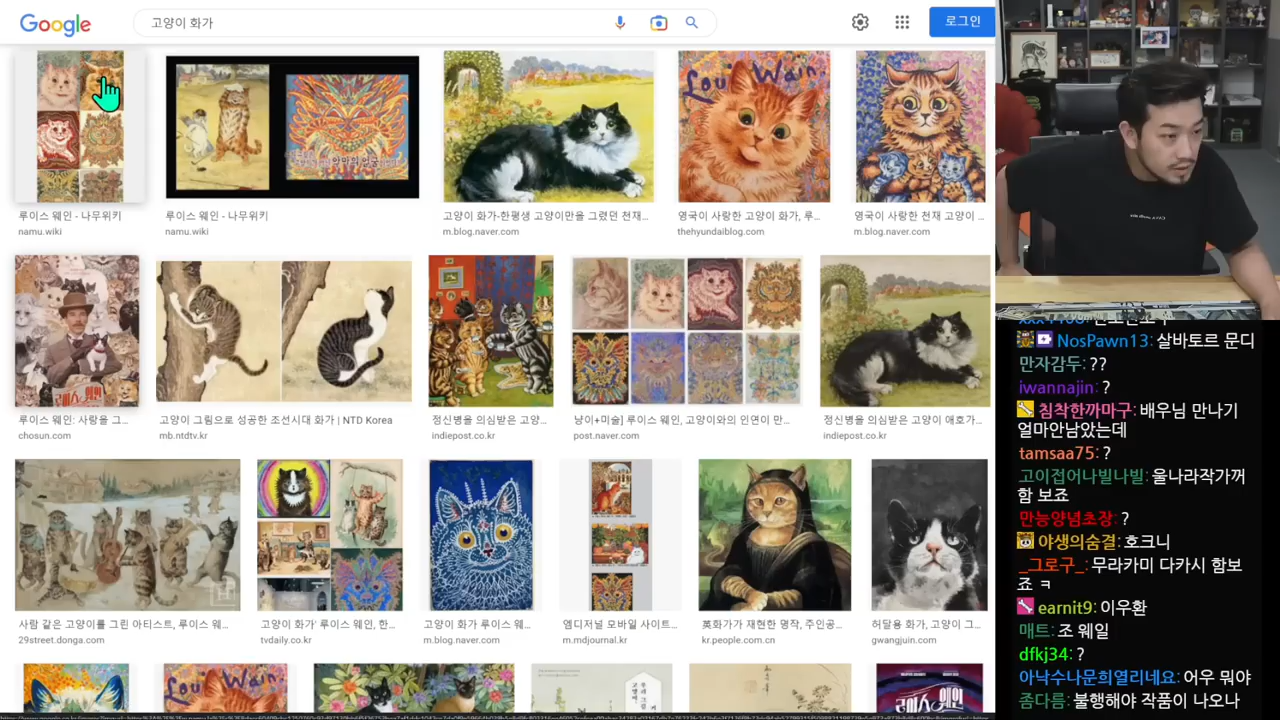 Google
고양이 화가
로그인
Louis Wain.
루이스 웨인 - 나무위키
namu.wiki
루이스 웨인 - 나무위키
namu.wiki
고양이 화가-한평생 고양이만을 그렸던 천재...
m.blog.naver.com
영국이 사랑한 고양이 화가, 루...
thehyundaiblog.com
영국이 사랑한 천재 고양이 ...
m.blog.naver.com
루이스 웨인: 사랑을 그...
chosun.com
고양이 그림으로 성공한 조선시대 화가 | NTD Korea
mb.ntdtv.kr
정신병을 의심받은 고양...
indiepost.co.kr
냥이+미술] 루이스 웨인, 고양이와의 인연이 만...
post.naver.com
정신병을 의심받은 고양이 애호가...
indiepost.co.kr
사람 같은 고양이를 그린 아티스트, 루이스 웨...
29street.donga.com
고양이 화가' 루이스 웨인, 한...
tvdaily.co.kr
고양이 화가 루이스 웨...
m.blog.naver.com
엠디저널 모바일 사이트...
m.mdjournal.kr
英화가가 재현한 명작, 주인공...
kr.people.com.cn
허달용 화가, 고양이 그...
gwangjuin.com
NosPawn13: 살바토르 문디
만자감두: ??
iwannajin: ?
침착한까마구: 배우님 만나기
얼마안남았는데
tamsaa75: ?
고이접어나빌나빌: 울나라작가꺼
함 보죠
만능양념초장: ?
야생의숨결: 호크니
_그로구_: 무라카미 다카시 함보
죠 ㅋ
earnit9: 이우환
매트: 조 웨일
dfkj34: ?
아낙수나문희열리네요: 어우 뭐야
좀다름: 불행해야 작품이 나오나